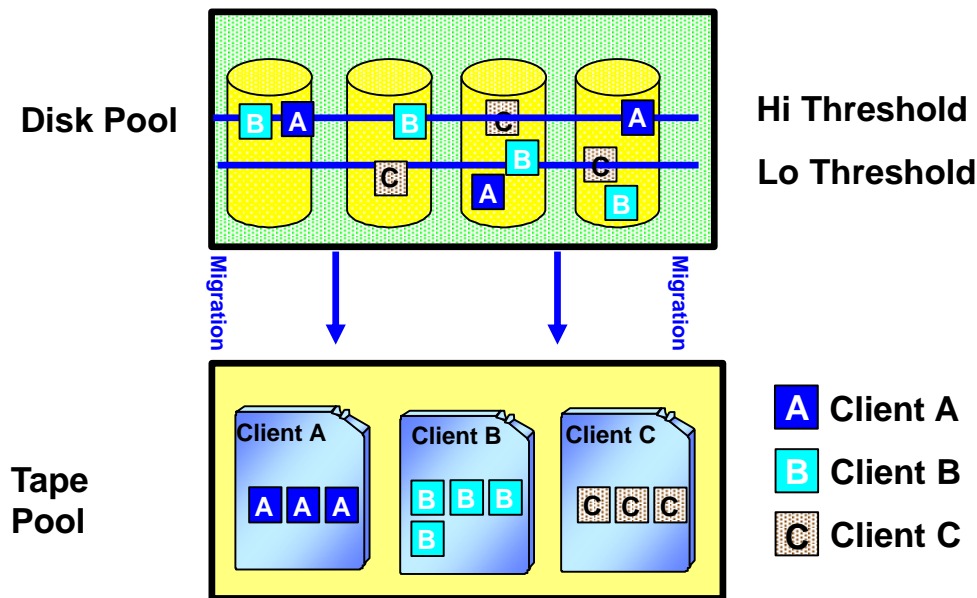 Disk Pool
B A B C A
B
C C
A
B
Hi Threshold
Lo Threshold
Migration
Migration
Tape
Pool
Client A
A A A
Client B
B B B
B
Client C
C C C
A Client A
B Client B
C Client C